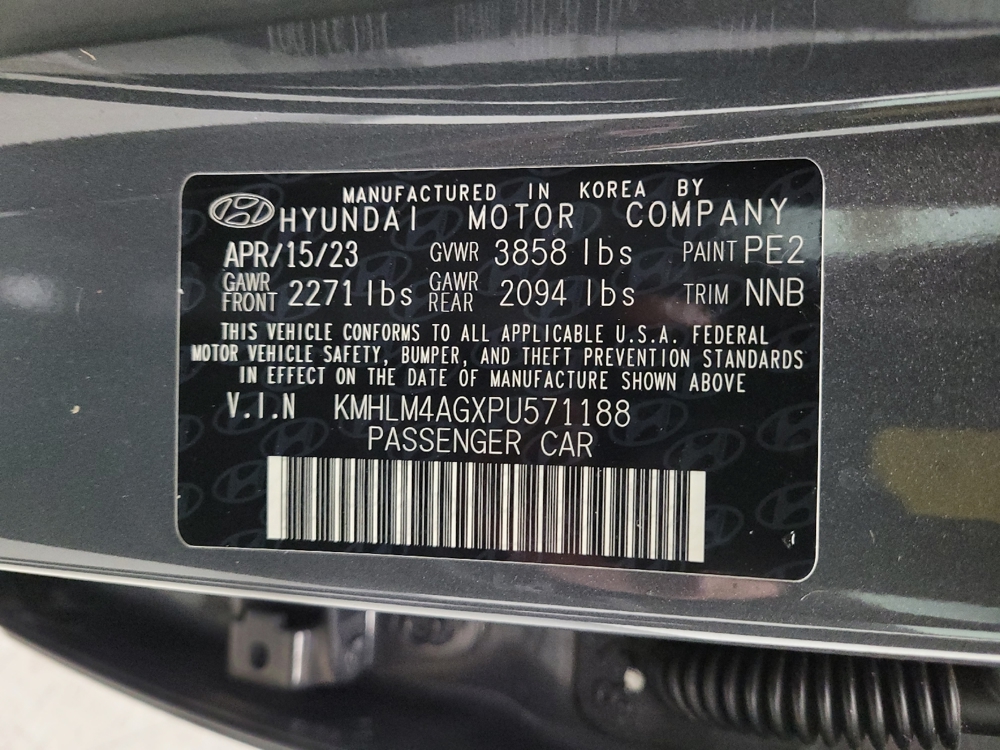 MANUFACTURED IN KOREA BY
HYUNDAI MOTOR COMPANY
APR/15/23 GVWR 3858 lbs PAINT PE2
GAWR FRONT 2271 lbs GAWR REAR 2094 lbs TRIM NNB
THIS VEHICLE CONFORMS TO ALL APPLICABLE U.S.A. FEDERAL
MOTOR VEHICLE SAFETY, BUMPER, AND THEFT PREVENTION STANDARDS
IN EFFECT ON THE DATE OF MANUFACTURE SHOWN ABOVE
V.I.N KMHLM4AGXPU571188
PASSENGER CAR